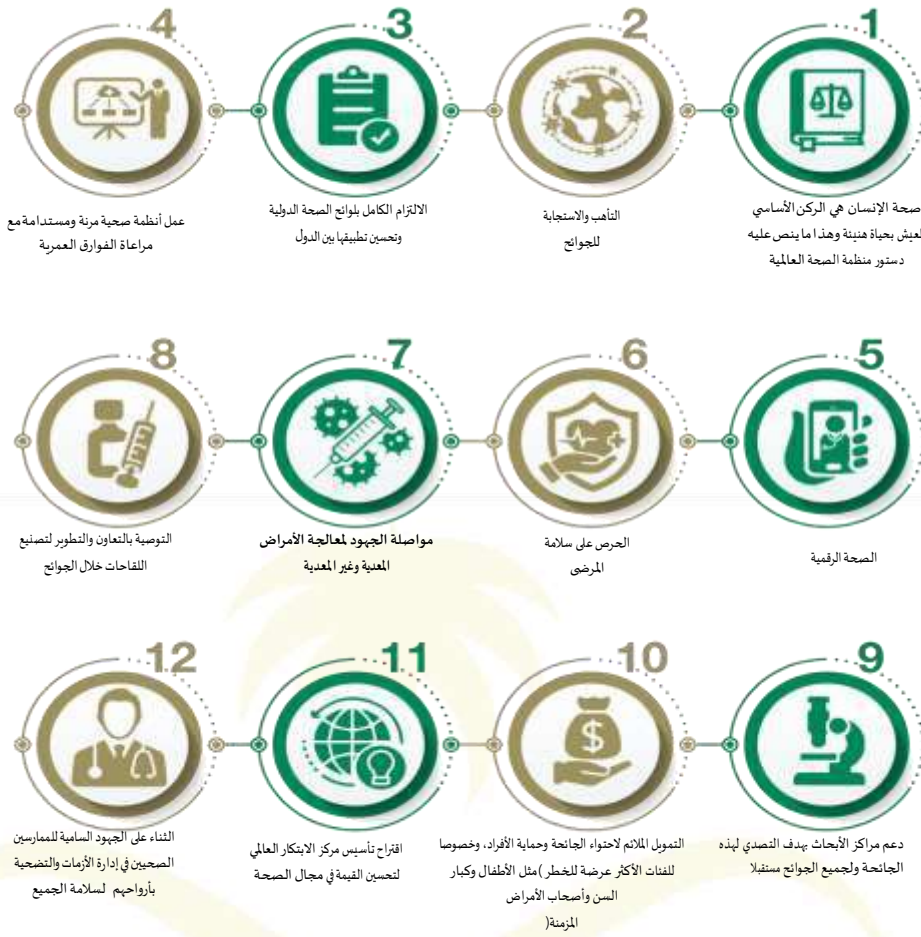 1
صحة الإنسان هي الركن الأساسي
لعيش بحياة هنيئة وهذا ما ينص عليه
دستور منظمة الصحة العالمية
2
التأهب والاستجابة
للجوائح
3
الالتزام الكامل بلوائح الصحة الدولية
وتحسين تطبيقها بين الدول
4
عمل أنظمة صحية مرنة ومستدامة مع
مراعاة الفوارق العمرية
5
الصحة الرقمية
6
الحرص على سلامة
المرضى
7
مواصلة الجهود لمعالجة الأمراض
المعدية وغير المعدية
8
التوصية بالتعاون والتطوير لتصنيع
اللقاحات خلال الجوائح
9
دعم مراكز الأبحاث بهدف التصدي لهذه
الجائحة ولجميع الجوائح مستقبلا
10
$
التمويل الملائم لاحتواء الجائحة وحماية الأفراد، وخصوصا
للفئات الأكثر عرضة للخطر )مثل الأطفال وكبار
السن وأصحاب الأمراض
المزمنة(
11
اقتراح تأسيس مركز الابتكار العالمي
لتحسين القيمة في مجال الصحة
12
الثناء على الجهود السامية للممارسين
الصحيين في إدارة الأزمات والتضحية
بأرواحهم لسلامة الجميع